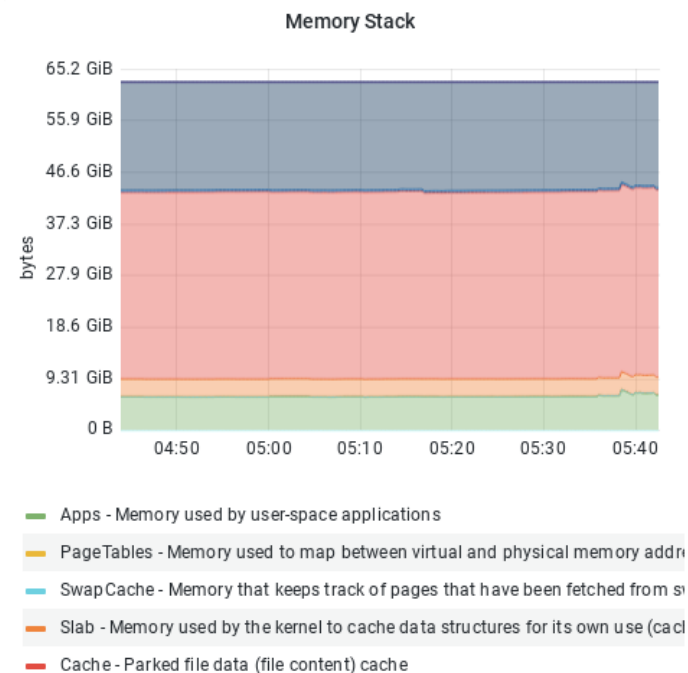 Memory Stack
65.2 GiB
55.9 GiB
46.6 GiB
37.3 GiB
27.9 GiB
18.6 GiB
9.31 GiB
0 B
bytes
04:50 05:00 05:10 05:20 05:30 05:40
Apps - Memory used by user-space applications
PageTables - Memory used to map between virtual and physical memory addre
SwapCache - Memory that keeps track of pages that have been fetched from sw
Slab - Memory used by the kernel to cache data structures for its own use (cach
Cache - Parked file data (file content) cache